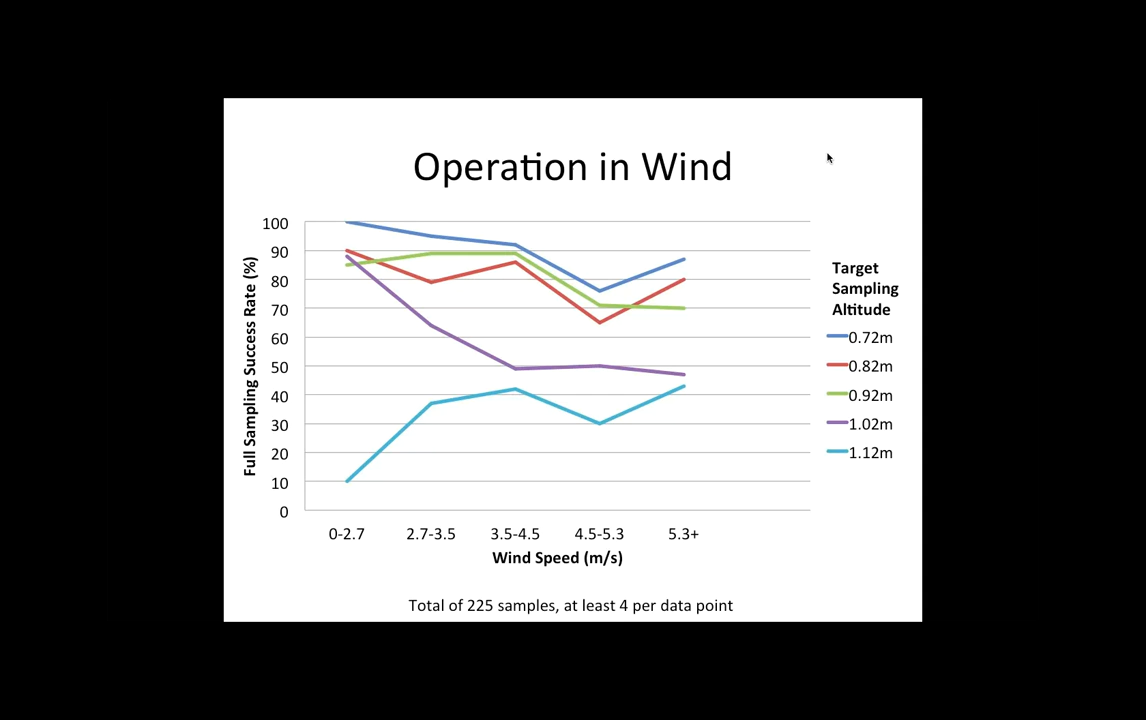 Operation in Wind
100
90
80
70
60
50
40
30
20
10
0
Full Sampling Success Rate (%)
0-2.7 2.7-3.5 3.5-4.5 4.5-5.3 5.3+
Wind Speed (m/s)
Target
Sampling
Altitude
0.72m
0.82m
0.92m
1.02m
1.12m
Total of 225 samples, at least 4 per data point